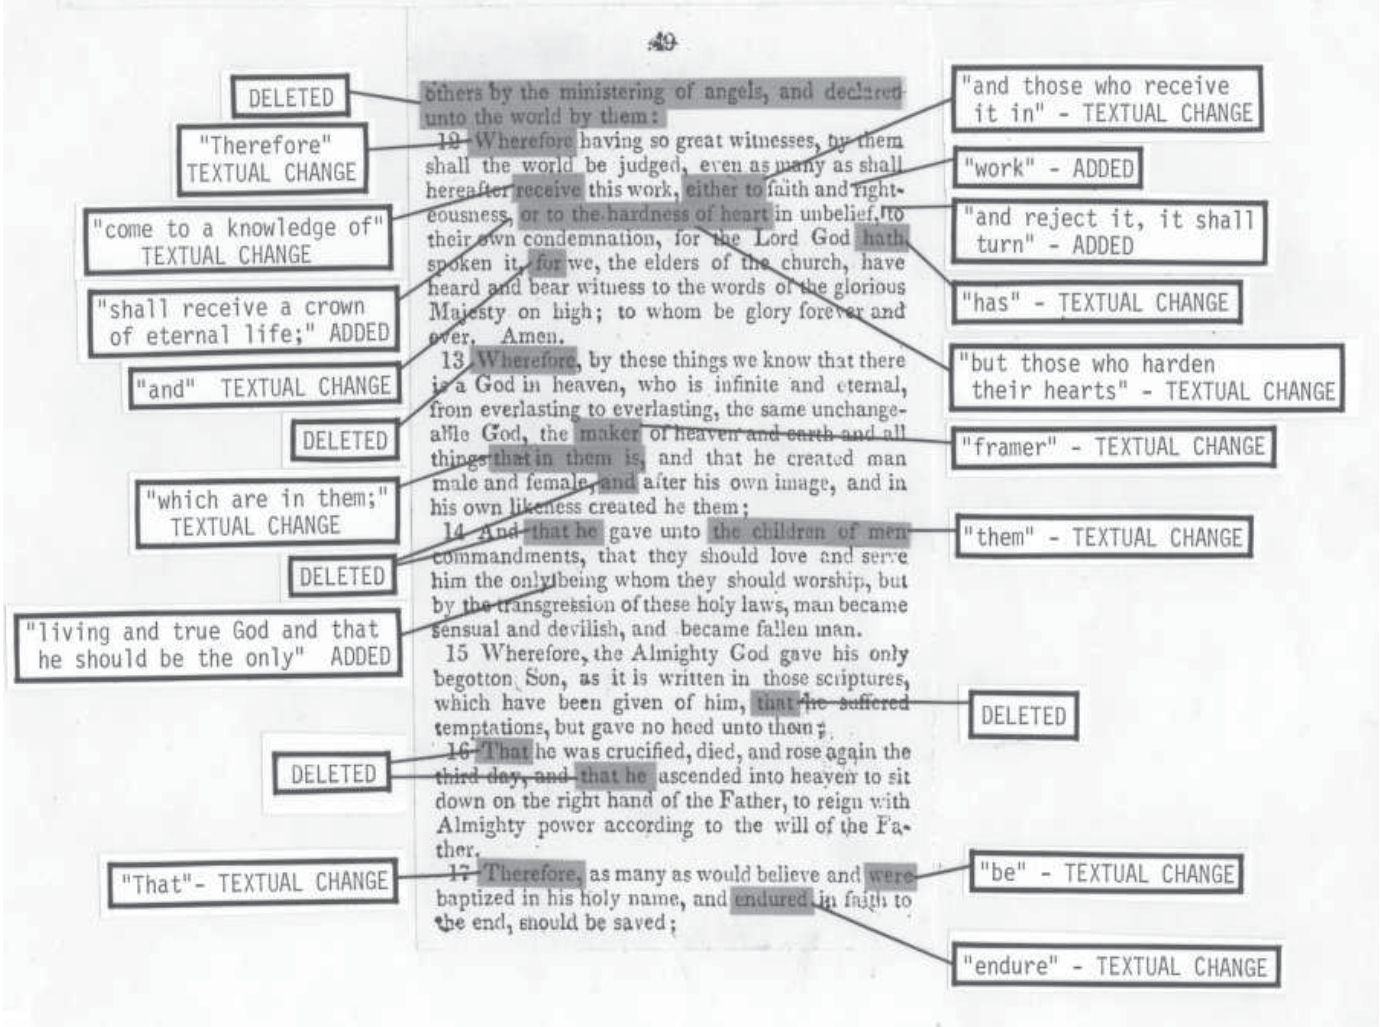 49
others by the ministering of angels, and declared
unto the world by them:
12 Wherefore having so great witnesses, by them
shall the world be judged, even as many as shall
hereafter receive this work, either to faith and right-
eousness, or to the hardness of heart in unbelief, to
their own condemnation, for the Lord God hath
spoken it, for we, the elders of the church, have
heard and bear witness to the words of the glorious
Majesty on high; to whom be glory forever and
over. Amen.
13 Wherefore, by these things we know that there
is a God in heaven, who is infinite and eternal,
from everlasting to everlasting, the same unchange-
able God, the maker of heaven and earth and all
things that in them is, and that he created man
male and female, and after his own image, and in
his own likeness created he them;
14 And that he gave unto the children of men
commandments, that they should love and serve
him the only being whom they should worship, but
by the transgression of these holy laws, man became
sensual and devilish, and became fallen man.
15 Wherefore, the Almighty God gave his only
begotton Son, as it is written in those scriptures,
which have been given of him, that he suffered
temptations, but gave no heed unto them;
16 That he was crucified, died, and rose again the
third day, and that he ascended into heaven to sit
down on the right hand of the Father, to reign with
Almighty power according to the will of the Fa-
ther.
17 Therefore, as many as would believe and were
baptized in his holy name, and endured in faith to
the end, should be saved;
DELETED
"Therefore"
TEXTUAL CHANGE
"come to a knowledge of"
TEXTUAL CHANGE
"shall receive a crown
of eternal life;" ADDED
"and" TEXTUAL CHANGE
DELETED
"which are in them;"
TEXTUAL CHANGE
DELETED
"living and true God and that
he should be the only" ADDED
DELETED
"That"- TEXTUAL CHANGE
"and those who receive
it in" - TEXTUAL CHANGE
"work" - ADDED
"and reject it, it shall
turn" - ADDED
"has" - TEXTUAL CHANGE
"but those who harden
their hearts" - TEXTUAL CHANGE
"framer" - TEXTUAL CHANGE
"them" - TEXTUAL CHANGE
DELETED
"be" - TEXTUAL CHANGE
"endure" - TEXTUAL CHANGE